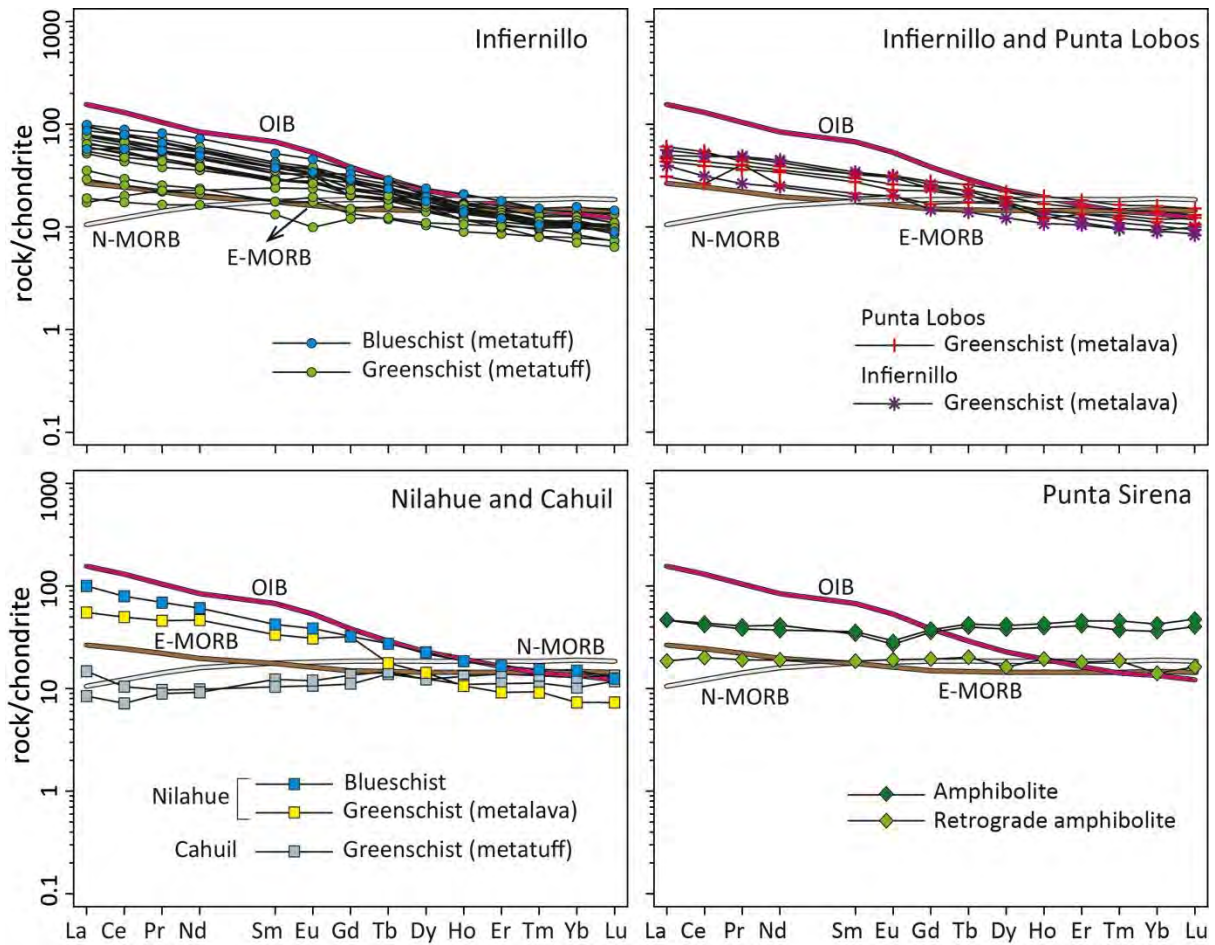 Infiernillo
Infiernillo and Punta Lobos
rock/chondrite
1000
100
10
1
0.1
OIB
N-MORB
E-MORB
Blueschist (metatuff)
Greenschist (metatuff)
OIB
N-MORB
E-MORB
Punta Lobos
Greenschist (metalava)
Infiernillo
Greenschist (metalava)
Nilahue and Cahuil
Punta Sirena
rock/chondrite
1000
100
10
1
0.1
OIB
E-MORB
N-MORB
Nilahue
Blueschist
Greenschist (metalava)
Cahuil
Greenschist (metatuff)
OIB
N-MORB
E-MORB
Amphibolite
Retrograde amphibolite
La Ce Pr Nd Sm Eu Gd Tb Dy Ho Er Tm Yb Lu
La Ce Pr Nd Sm Eu Gd Tb Dy Ho Er Tm Yb Lu